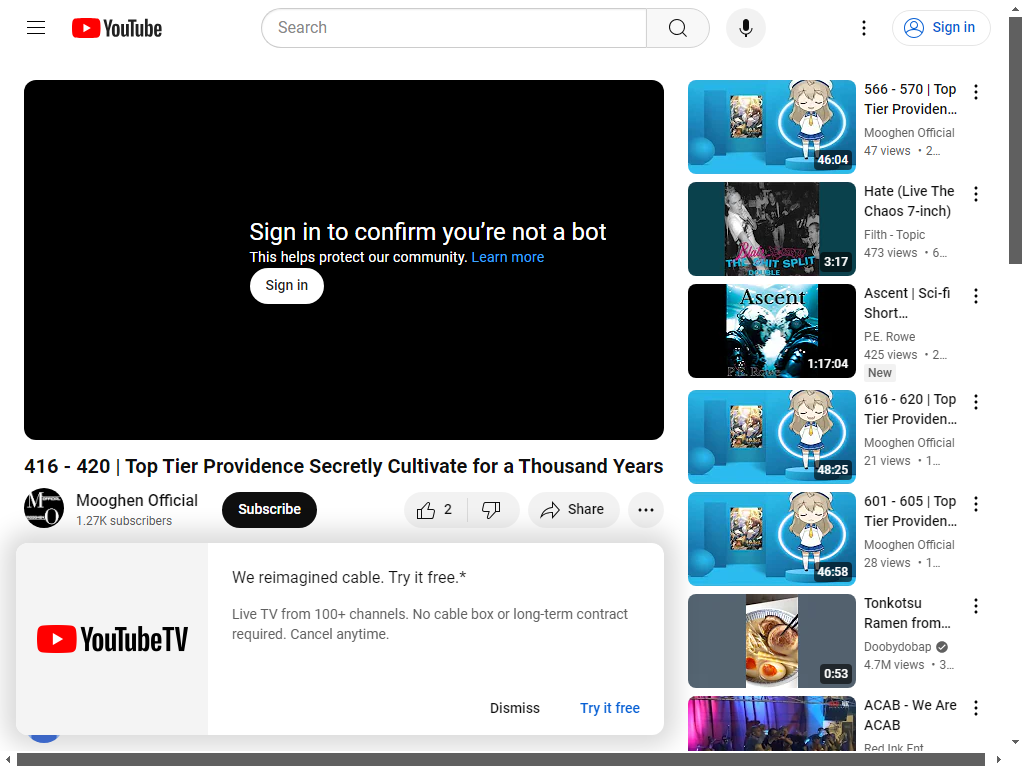 YouTube
Search
Sign in
Sign in to confirm you’re not a bot
This helps protect our community. Learn more
Sign in
416 - 420 | Top Tier Providence Secretly Cultivate for a Thousand Years
Mooghen Official
1.27K subscribers
Subscribe
2
Share
We reimagined cable. Try it free.*
Live TV from 100+ channels. No cable box or long-term contract
required. Cancel anytime.
YouTubeTV
Dismiss
Try it free
46:04
566 - 570 | Top
Tier Providen…
Mooghen Official
47 views • 2…
THE SHIT SPLIT
DOUBLE
3:17
Hate (Live The
Chaos 7-inch)
Filth - Topic
473 views • 6…
Ascent
P.E. Rowe
1:17:04
Ascent | Sci-fi
Short…
P.E. Rowe
425 views • 2…
New
48:25
616 - 620 | Top
Tier Providen…
Mooghen Official
21 views • 1…
46:58
601 - 605 | Top
Tier Providen…
Mooghen Official
28 views • 1…
0:53
Tonkotsu
Ramen from…
Doobydobap
4.7M views • 3…
ACAB - We Are
ACAB
Red Ink Ent